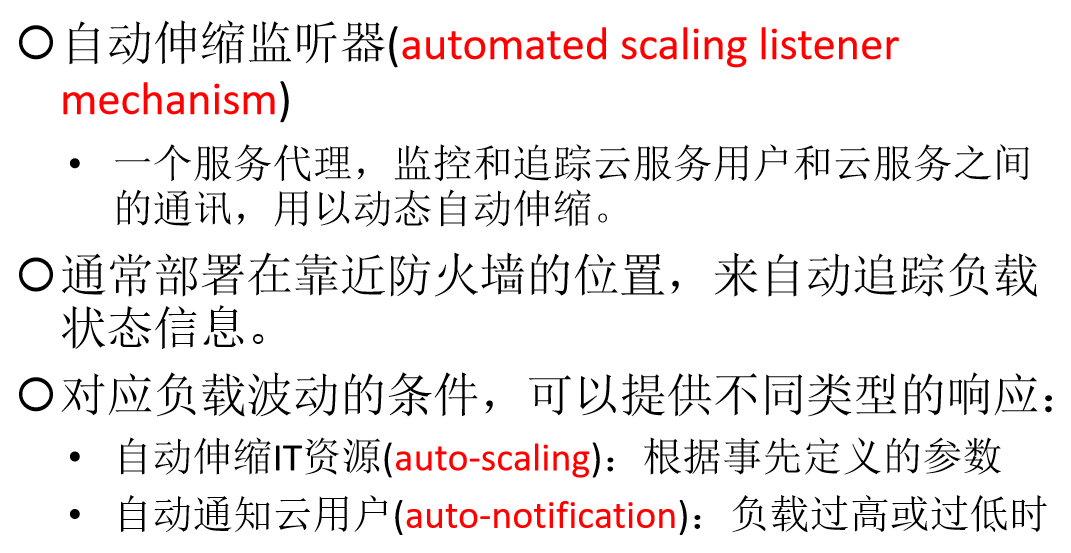 自动伸缩监听器(automated scaling listener
mechanism)
• 一个服务代理，监控和追踪云服务用户和云服务之间
的通讯，用以动态自动伸缩。
通常部署在靠近防火墙的位置，来自动追踪负载
状态信息。
对应负载波动的条件，可以提供不同类型的响应：
• 自动伸缩IT资源(auto-scaling)：根据事先定义的参数
• 自动通知云用户(auto-notification)：负载过高或过低时